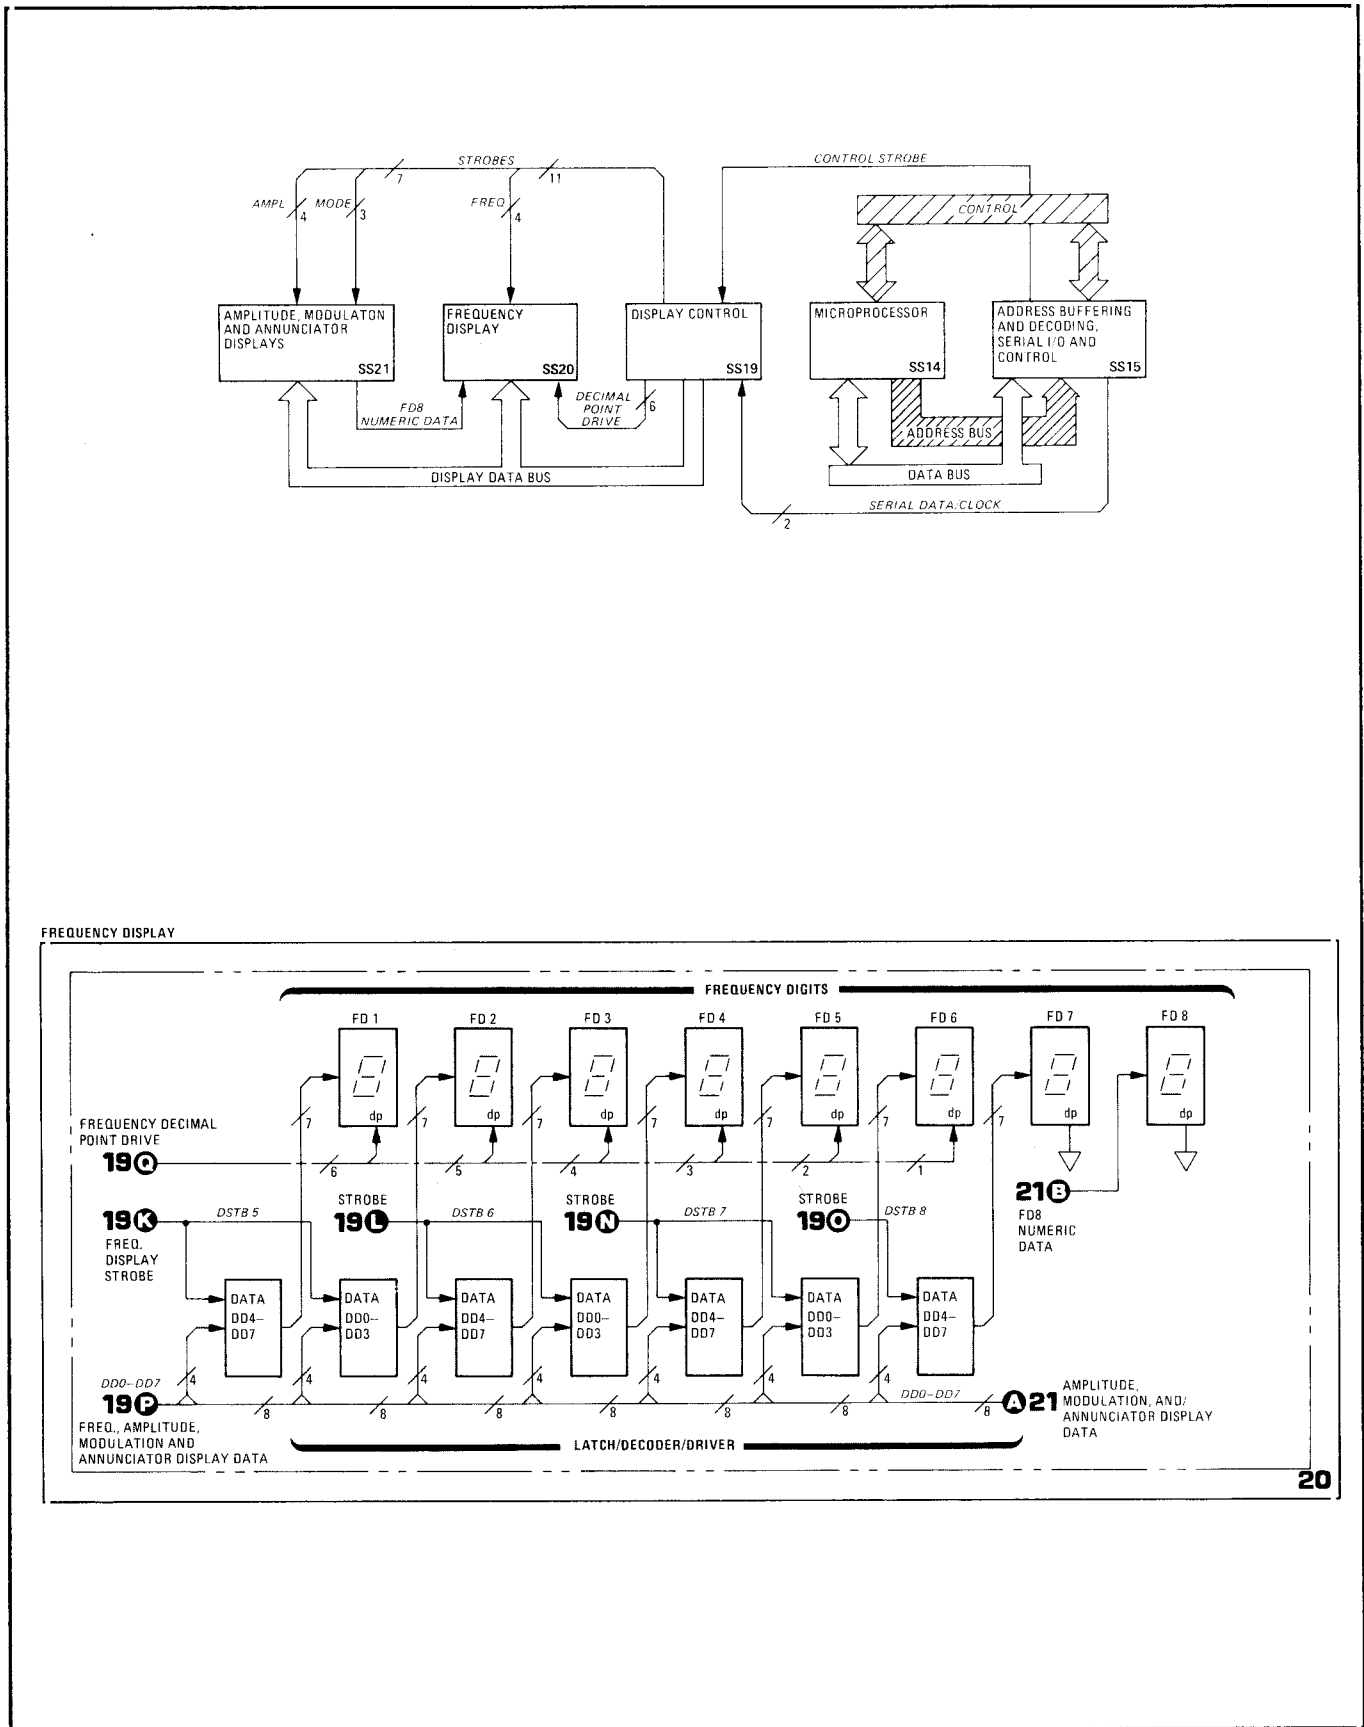 STROBES
7
11
CONTROL STROBE
AMPL
4
MODE
3
FREQ
4
CONTROL
AMPLITUDE, MODULATON
AND ANNUNCIATOR
DISPLAYS
SS21
FREQUENCY
DISPLAY
SS20
DISPLAY CONTROL
SS19
MICROPROCESSOR
SS14
ADDRESS BUFFERING
AND DECODING,
SERIAL I/O AND
CONTROL
SS15
FD8
NUMERIC DATA
DECIMAL
POINT
DRIVE
6
ADDRESS BUS
DISPLAY DATA BUS
DATA BUS
SERIAL DATA/CLOCK
2
FREQUENCY DISPLAY
FREQUENCY DIGITS
FD 1
FD 2
FD 3
FD 4
FD 5
FD 6
FD 7
FD 8
dp
dp
dp
dp
dp
dp
dp
dp
7
7
7
7
7
7
7
FREQUENCY DECIMAL
POINT DRIVE
19Q
6
5
4
3
2
1
19K
FREQ.
DISPLAY
STROBE
DSTB 5
STROBE
19L
DSTB 6
STROBE
19N
DSTB 7
STROBE
19O
DSTB 8
21B
FD8
NUMERIC
DATA
DATA
DD4–
DD7
DATA
DD0–
DD3
DATA
DD4–
DD7
DATA
DD0–
DD3
DATA
DD4–
DD7
DATA
DD0–
DD3
DATA
DD4–
DD7
4
4
4
4
4
4
4
DD0–DD7
19P
8
8
8
8
8
8
DD0–DD7
8
A21
AMPLITUDE,
MODULATION, AND/
ANNUNCIATOR DISPLAY
DATA
FREQ., AMPLITUDE,
MODULATION AND
ANNUNCIATOR DISPLAY DATA
LATCH/DECODER/DRIVER
20